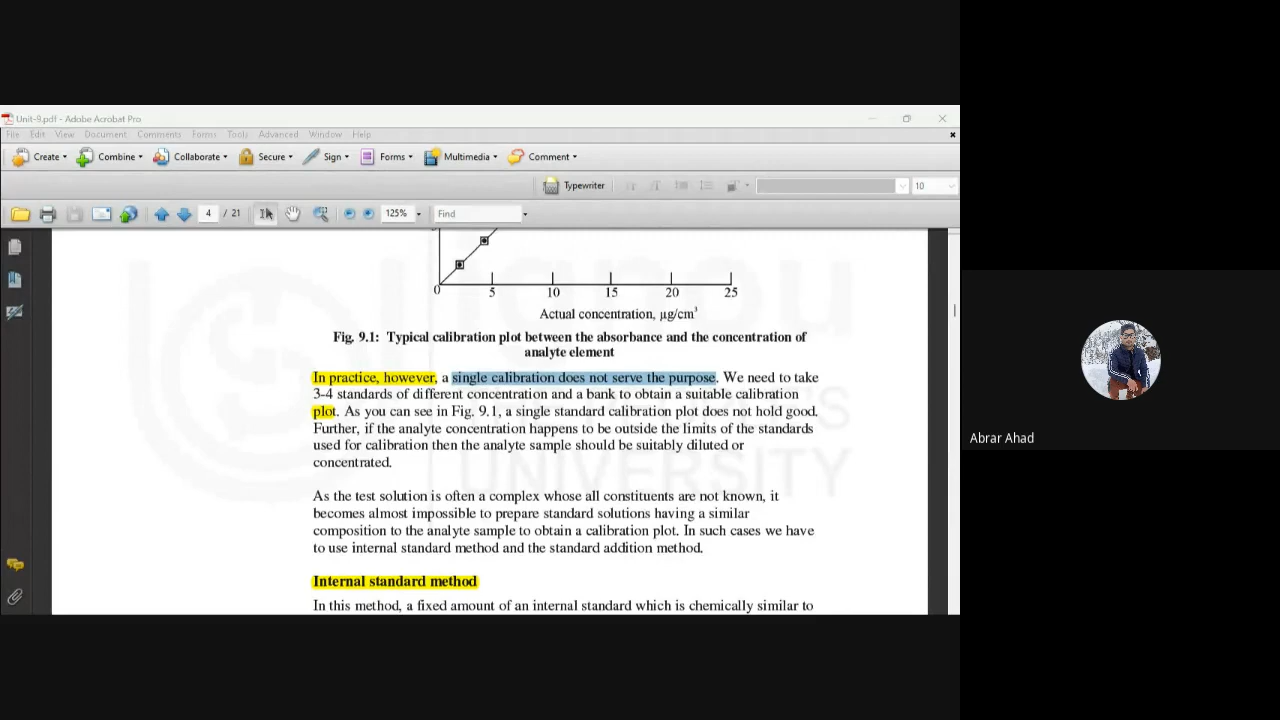 Unit-9.pdf - Adobe Acrobat Pro
File Edit View Document Comments Forms Tools Advanced Window Help
Create Combine Collaborate Secure Sign Forms Multimedia Comment
Typewriter 10
4 / 21 125% Find
0 5 10 15 20 25
Actual concentration, µg/cm³
Fig. 9.1: Typical calibration plot between the absorbance and the concentration of
analyte element
In practice, however, a single calibration does not serve the purpose. We need to take
3-4 standards of different concentration and a bank to obtain a suitable calibration
plot. As you can see in Fig. 9.1, a single standard calibration plot does not hold good.
Further, if the analyte concentration happens to be outside the limits of the standards
used for calibration then the analyte sample should be suitably diluted or
concentrated.
As the test solution is often a complex whose all constituents are not known, it
becomes almost impossible to prepare standard solutions having a similar
composition to the analyte sample to obtain a calibration plot. In such cases we have
to use internal standard method and the standard addition method.
Internal standard method
In this method, a fixed amount of an internal standard which is chemically similar to
UNIVERSITY
Abrar Ahad